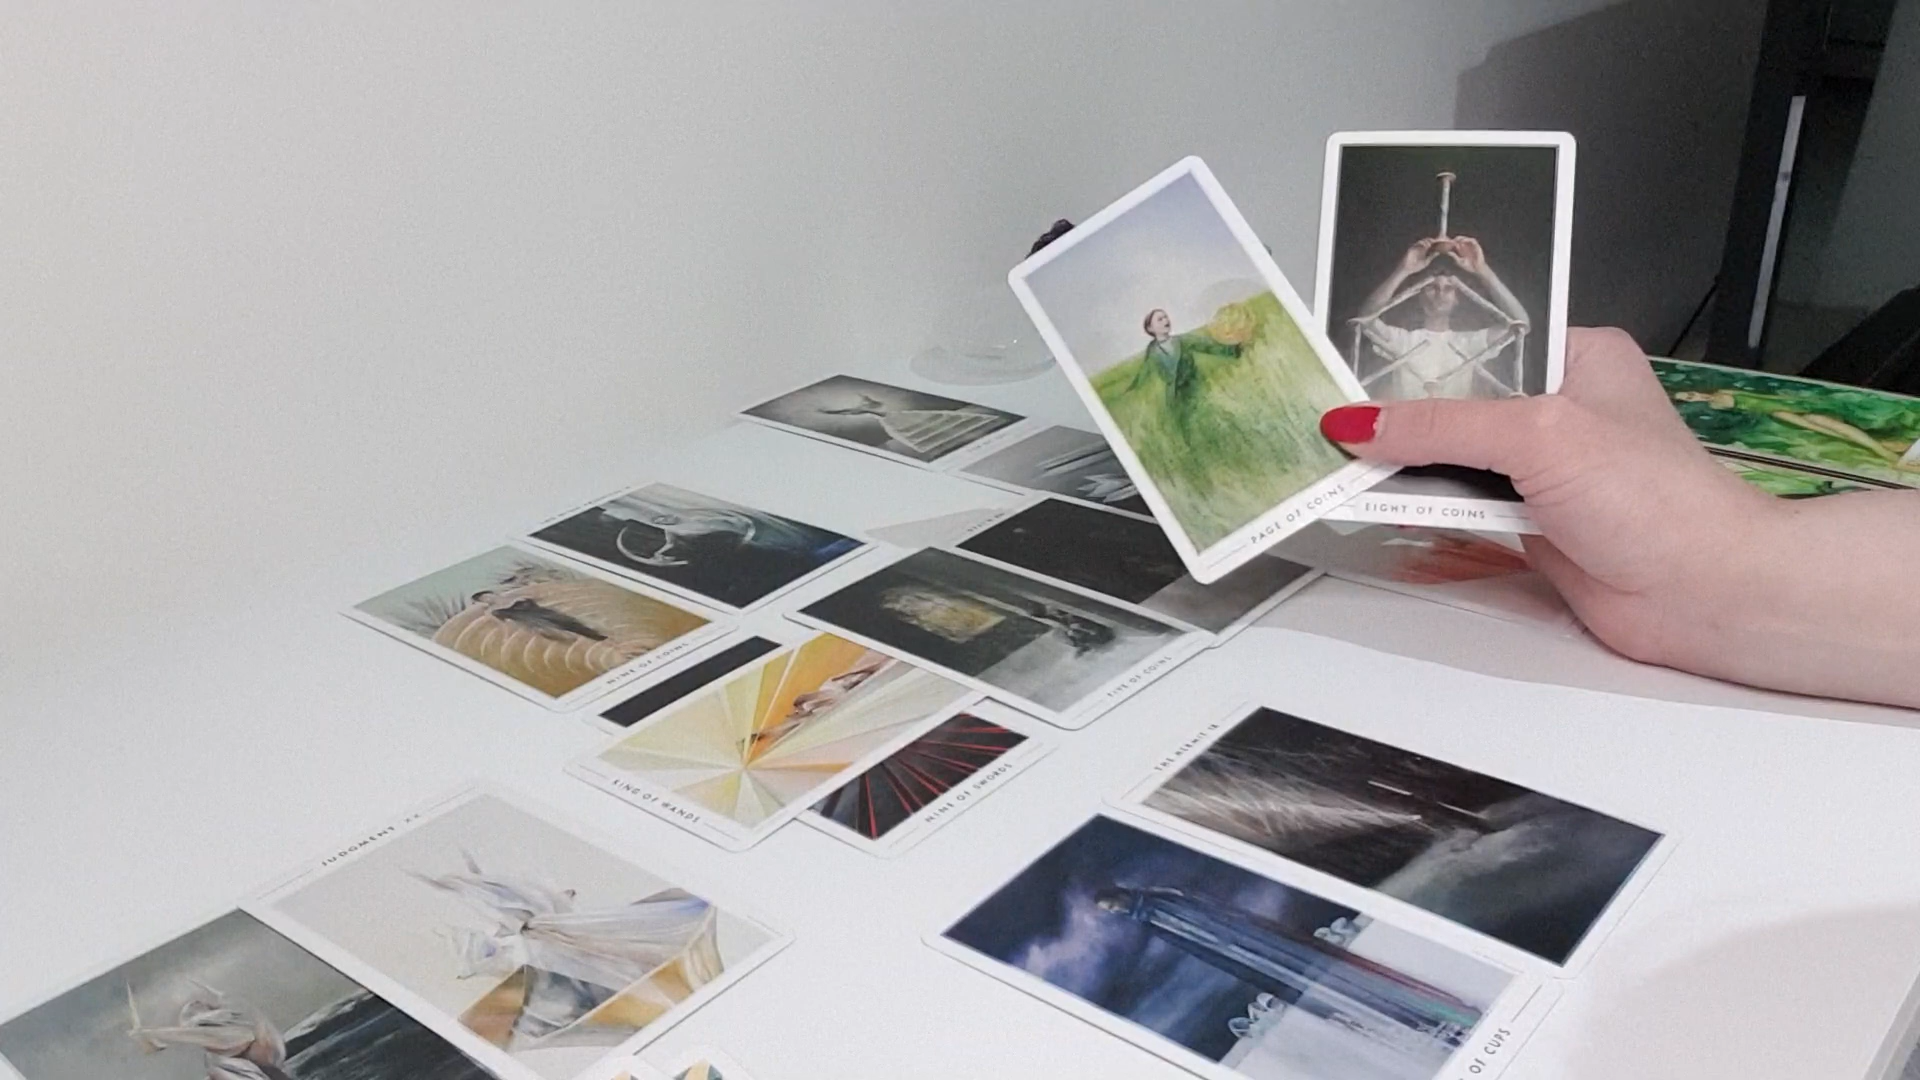 PAGE OF COINS
EIGHT OF COINS
NINE OF COINS
FIVE OF COINS
KING OF WANDS
NINE OF SWORDS
THE HERMIT IX
JUDGMENT XX
OF CUPS